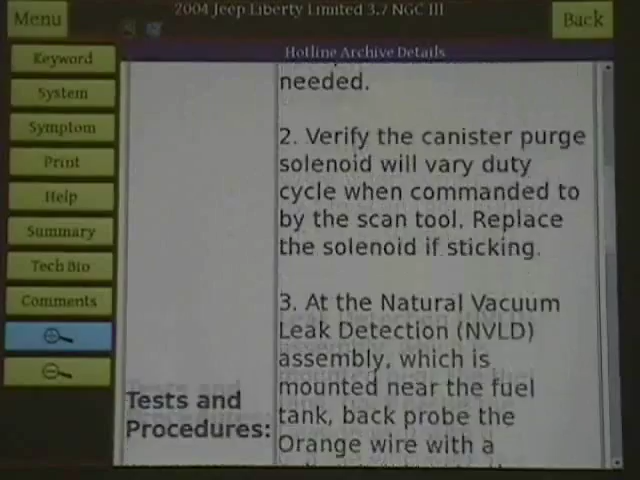 2004 Jeep Liberty Limited 3.7 NGC III
Menu
Back
Hotline Archive Details
Keyword
System
Symptom
Print
Help
Summary
Tech Bio
Comments
needed.
2. Verify the canister purge
solenoid will vary duty
cycle when commanded to
by the scan tool. Replace
the solenoid if sticking.
3. At the Natural Vacuum
Leak Detection (NVLD)
assembly, which is
mounted near the fuel
tank, back probe the
Orange wire with a
Tests and
Procedures: